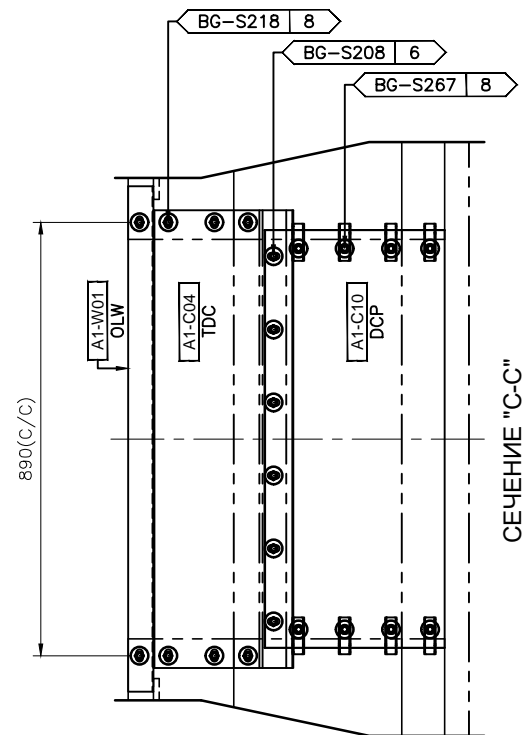 BG-S218 8
BG-S208 6
BG-S267 8
A1-W01
OLW
A1-C04
TDC
A1-C10
DCP
890(C/C)
СЕЧЕНИЕ "С-С"